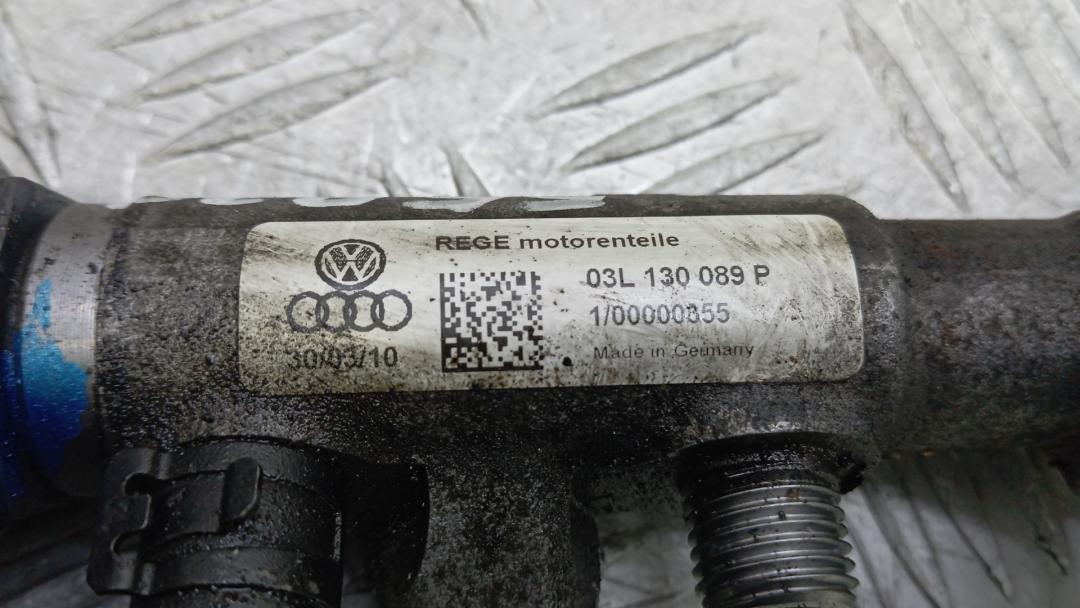 REGE motorenteile
03L 130 089 P
1/00000855
Made in Germany
30/03/10